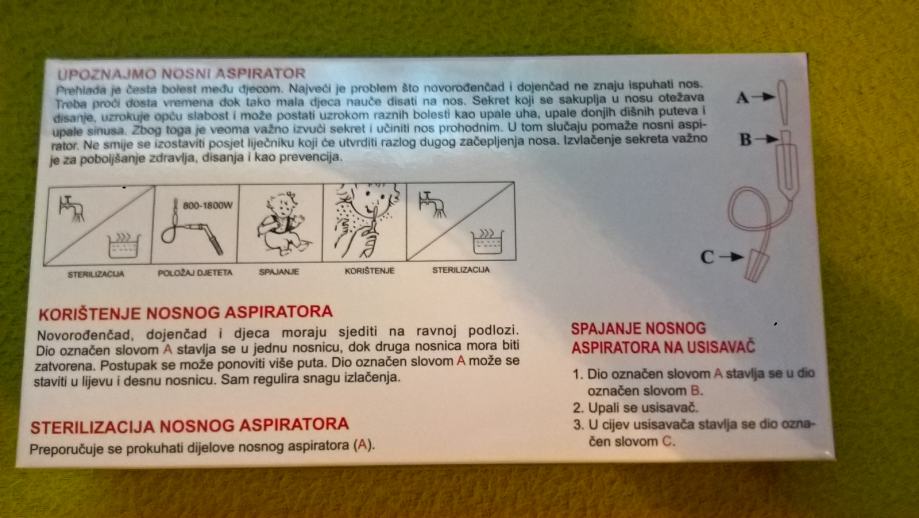 UPOZNAJMO NOSNI ASPIRATOR
Prehlada je česta bolest među djecom. Najveći je problem što novorođenčad i dojenčad ne znaju ispuhati nos.
Treba proći dosta vremena dok tako mala djeca nauče disati na nos. Sekret koji se sakuplja u nosu otežava
disanje, uzrokuje opću slabost i može postati uzrokom raznih bolesti kao upale uha, upale donjih dišnih puteva i
upale sinusa. Zbog toga je veoma važno izvući sekret i učiniti nos prohodnim. U tom slučaju pomaže nosni aspi-
rator. Ne smije se izostaviti posjet liječniku koji će utvrditi razlog dugog začepljenja nosa. Izvlačenje sekreta važno
je za poboljšanje zdravlja, disanja i kao prevencija.
A
B
C
800-1800W
STERILIZACIJA
POLOŽAJ DJETETA
SPAJANJE
KORIŠTENJE
STERILIZACIJA
KORIŠTENJE NOSNOG ASPIRATORA
Novorođenčad, dojenčad i djeca moraju sjediti na ravnoj podlozi.
Dio označen slovom A stavlja se u jednu nosnicu, dok druga nosnica mora biti
zatvorena. Postupak se može ponoviti više puta. Dio označen slovom A može se
staviti u lijevu i desnu nosnicu. Sam regulira snagu izlačenja.
STERILIZACIJA NOSNOG ASPIRATORA
Preporučuje se prokuhati dijelove nosnog aspiratora (A).
SPAJANJE NOSNOG
ASPIRATORA NA USISAVAČ
1. Dio označen slovom A stavlja se u dio
označen slovom B.
2. Upali se usisavač.
3. U cijev usisavača stavlja se dio ozna-
čen slovom C.